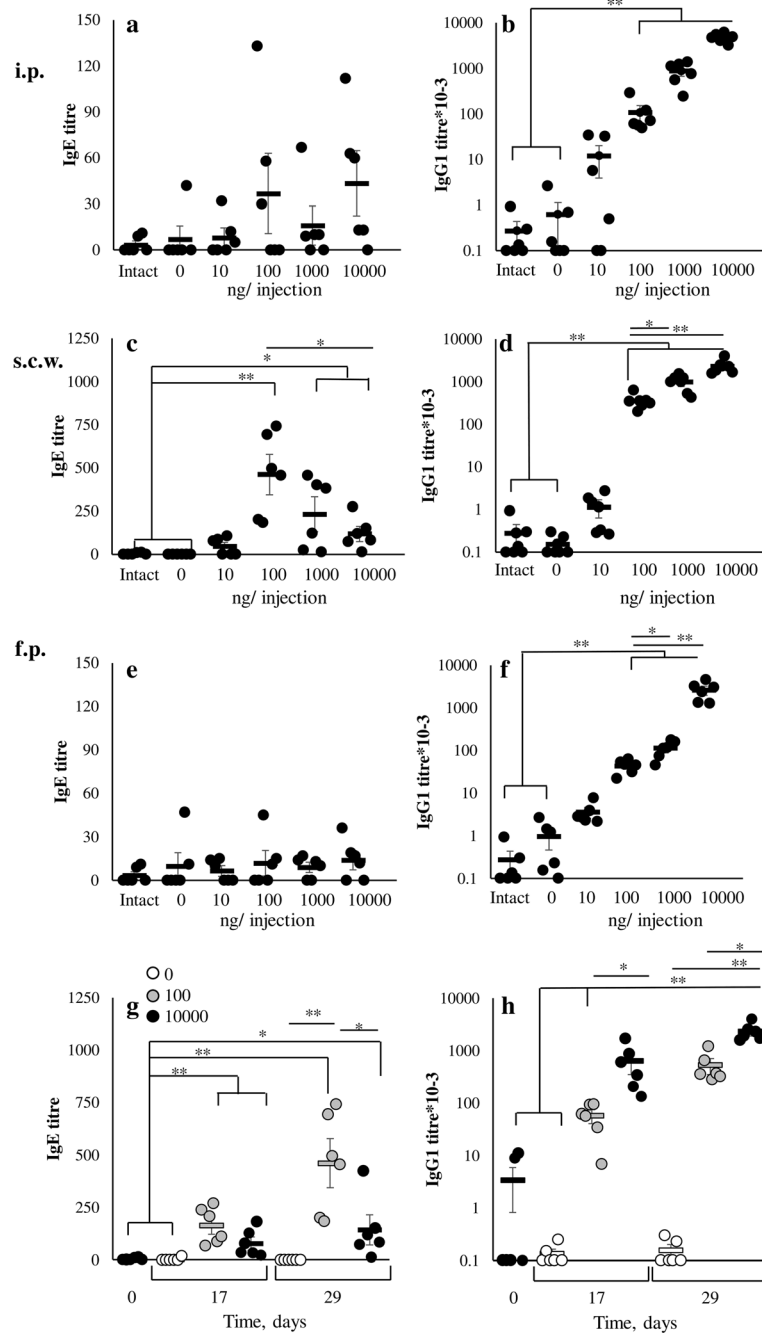 a
b
**
i.p.
IgE titre
150
120
90
60
30
0
Intact 0 10 100 1000 10000
ng/ injection
IgG1 titre*10-3
10000
1000
100
10
1
0.1
Intact 0 10 100 1000 10000
ng/ injection
s.c.w.
c
*
*
**
IgE titre
1250
1000
750
500
250
0
Intact 0 10 100 1000 10000
ng/ injection
d
*
**
**
IgG1 titre*10-3
10000
1000
100
10
1
0.1
Intact 0 10 100 1000 10000
ng/ injection
f.p.
e
IgE titre
150
120
90
60
30
0
Intact 0 10 100 1000 10000
ng/ injection
f
*
**
**
IgG1 titre*10-3
10000
1000
100
10
1
0.1
Intact 0 10 100 1000 10000
ng/ injection
g
0
100
10000
**
*
*
**
**
IgE titre
1250
1000
750
500
250
0
0 17 29
Time, days
h
*
*
**
**
IgG1 titre*10-3
10000
1000
100
10
1
0.1
0 17 29
Time, days